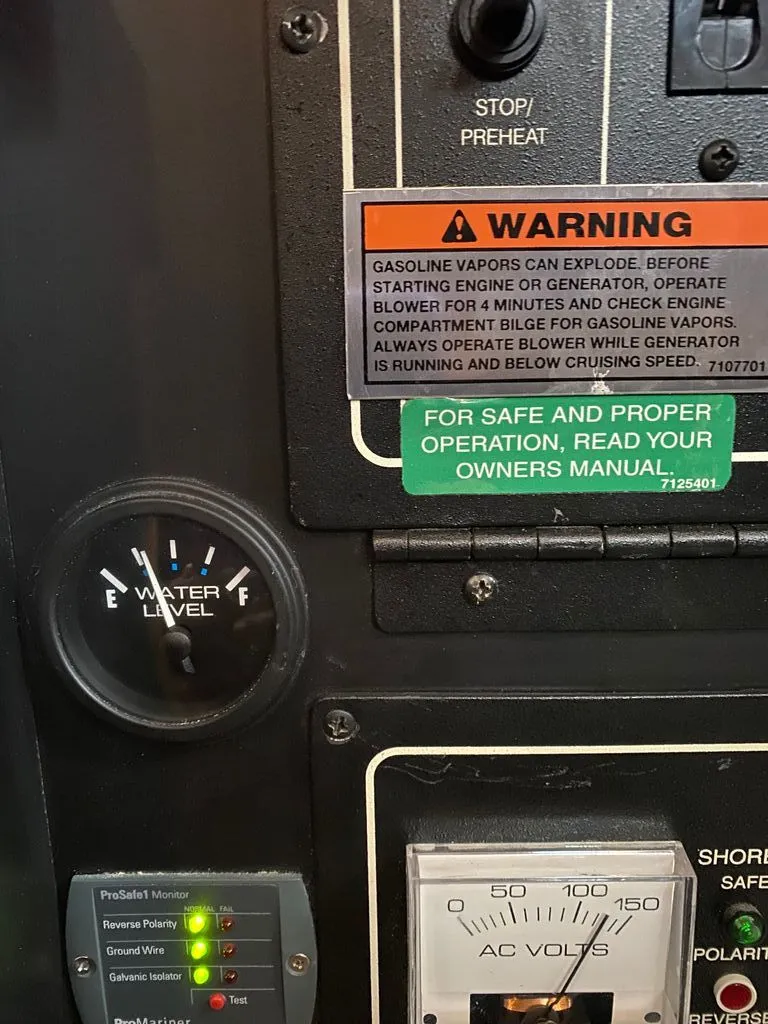 STOP/
PREHEAT
WARNING
GASOLINE VAPORS CAN EXPLODE. BEFORE
STARTING ENGINE OR GENERATOR, OPERATE
BLOWER FOR 4 MINUTES AND CHECK ENGINE
COMPARTMENT BILGE FOR GASOLINE VAPORS.
ALWAYS OPERATE BLOWER WHILE GENERATOR
IS RUNNING AND BELOW CRUISING SPEED. 7107701
FOR SAFE AND PROPER
OPERATION, READ YOUR
OWNERS MANUAL.
7125401
E WATER F
LEVEL
ProSafe1 Monitor
NORMAL FAIL
Reverse Polarity
Ground Wire
Galvanic Isolator
Test
ProMariner
0 50 100 150
AC VOLTS
SHORE
SAFE
POLARIT
REVERSE